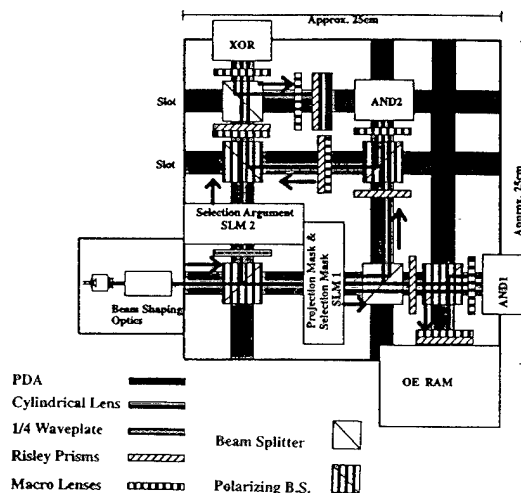 Approx. 25cm
XOR
Slot
AND2
Slot
Approx. 25cm
Selection Argument
SLM 2
Projection Mask &
Selection Mask
SLM 1
Beam Shaping
Optics
AND1
OE RAM
PDA
Cylindrical Lens
1/4 Waveplate
Risley Prisms
Macro Lenses
Beam Splitter
Polarizing B.S.